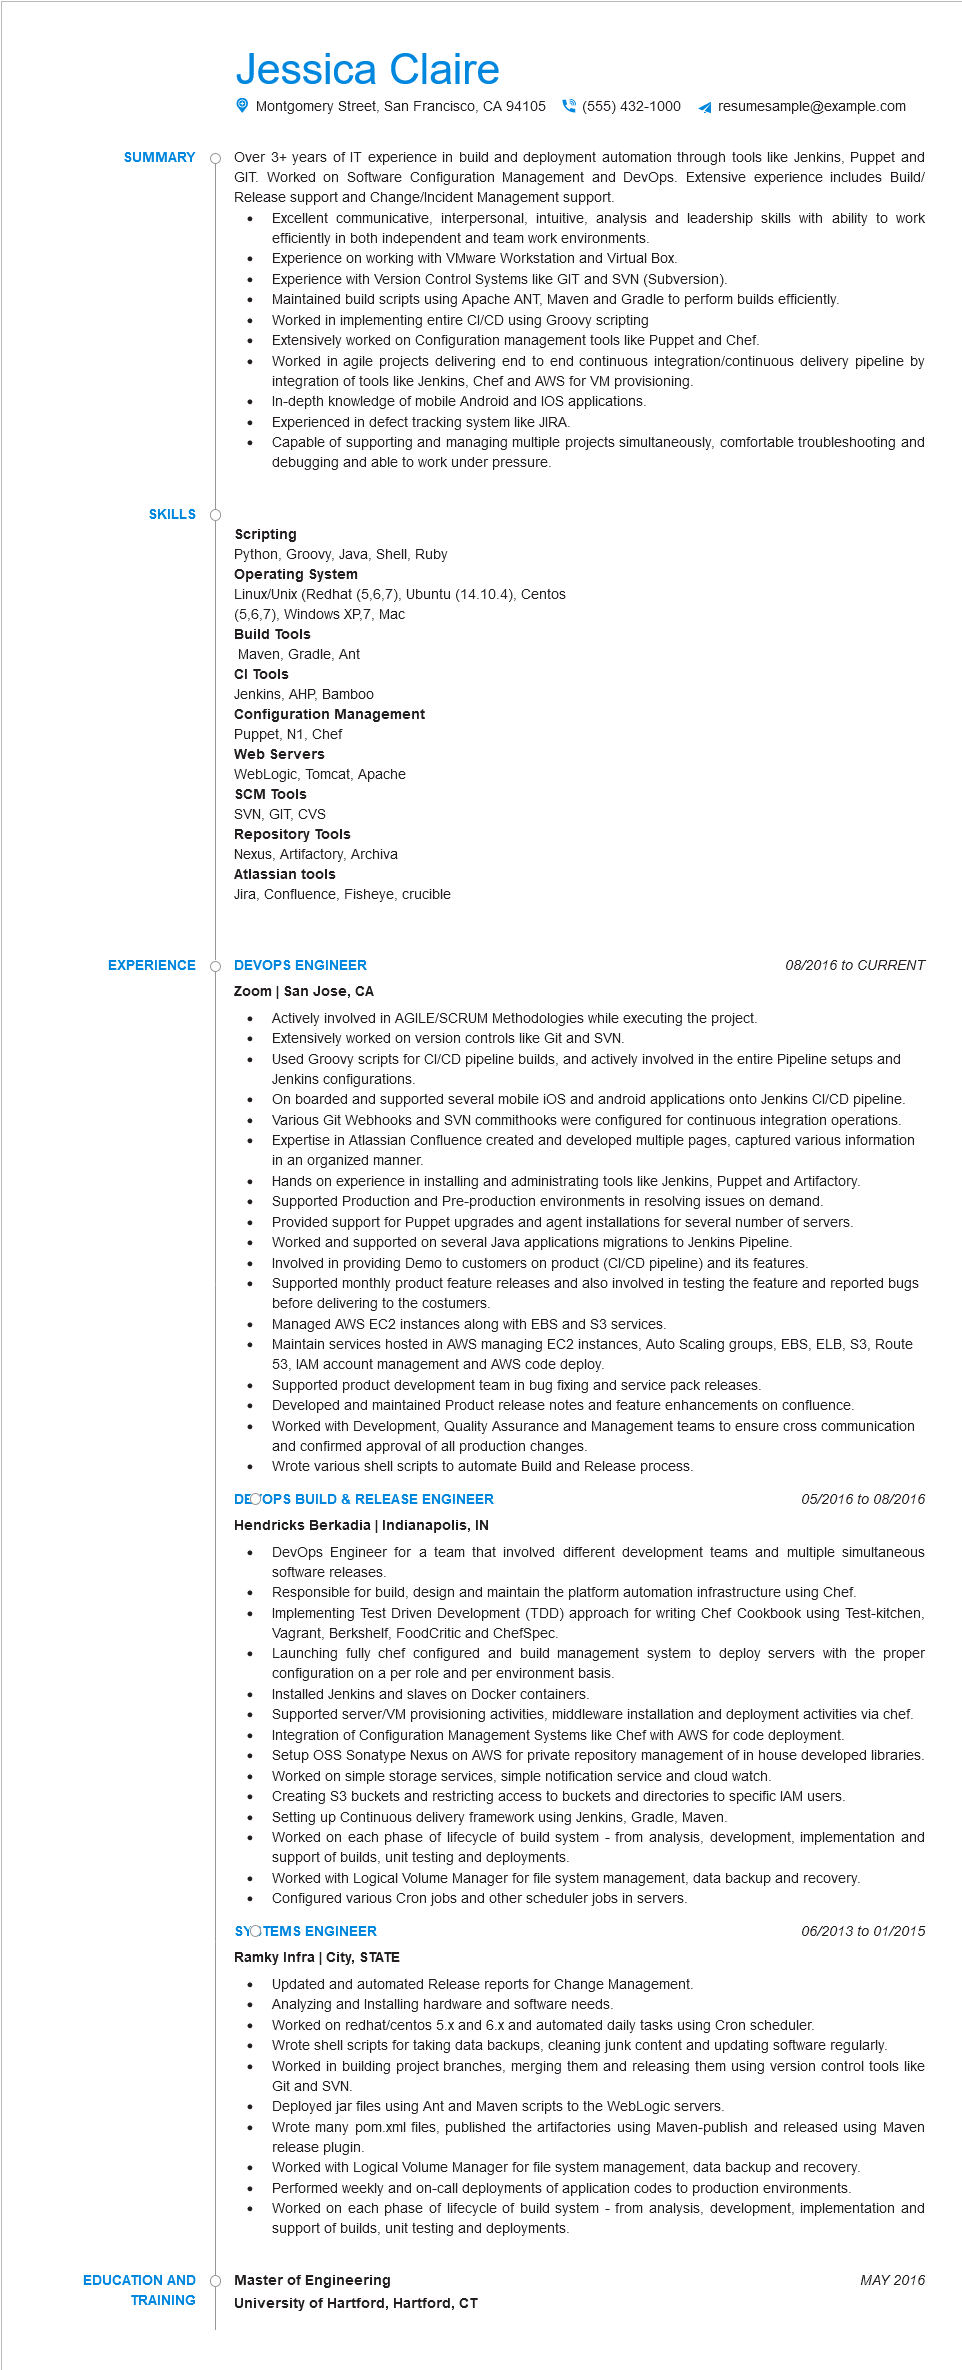 Jessica Claire
Montgomery Street, San Francisco, CA 94105 (555) 432-1000 resumesample@example.com
SUMMARY
Over 3+ years of IT experience in build and deployment automation through tools like Jenkins, Puppet and
GIT. Worked on Software Configuration Management and DevOps. Extensive experience includes Build/
Release support and Change/Incident Management support.
• Excellent communicative, interpersonal, intuitive, analysis and leadership skills with ability to work
efficiently in both independent and team work environments.
• Experience on working with VMware Workstation and Virtual Box.
• Experience with Version Control Systems like GIT and SVN (Subversion).
• Maintained build scripts using Apache ANT, Maven and Gradle to perform builds efficiently.
• Worked in implementing entire CI/CD using Groovy scripting
• Extensively worked on Configuration management tools like Puppet and Chef.
• Worked in agile projects delivering end to end continuous integration/continuous delivery pipeline by
integration of tools like Jenkins, Chef and AWS for VM provisioning.
• In-depth knowledge of mobile Android and IOS applications.
• Experienced in defect tracking system like JIRA.
• Capable of supporting and managing multiple projects simultaneously, comfortable troubleshooting and
debugging and able to work under pressure.
SKILLS
Scripting
Python, Groovy, Java, Shell, Ruby
Operating System
Linux/Unix (Redhat (5,6,7), Ubuntu (14.10.4), Centos
(5,6,7), Windows XP,7, Mac
Build Tools
Maven, Gradle, Ant
CI Tools
Jenkins, AHP, Bamboo
Configuration Management
Puppet, N1, Chef
Web Servers
WebLogic, Tomcat, Apache
SCM Tools
SVN, GIT, CVS
Repository Tools
Nexus, Artifactory, Archiva
Atlassian tools
Jira, Confluence, Fisheye, crucible
EXPERIENCE
DEVOPS ENGINEER 08/2016 to CURRENT
Zoom | San Jose, CA
• Actively involved in AGILE/SCRUM Methodologies while executing the project.
• Extensively worked on version controls like Git and SVN.
• Used Groovy scripts for CI/CD pipeline builds, and actively involved in the entire Pipeline setups and
Jenkins configurations.
• On boarded and supported several mobile iOS and android applications onto Jenkins CI/CD pipeline.
• Various Git Webhooks and SVN commithooks were configured for continuous integration operations.
• Expertise in Atlassian Confluence created and developed multiple pages, captured various information
in an organized manner.
• Hands on experience in installing and administrating tools like Jenkins, Puppet and Artifactory.
• Supported Production and Pre-production environments in resolving issues on demand.
• Provided support for Puppet upgrades and agent installations for several number of servers.
• Worked and supported on several Java applications migrations to Jenkins Pipeline.
• Involved in providing Demo to customers on product (CI/CD pipeline) and its features.
• Supported monthly product feature releases and also involved in testing the feature and reported bugs
before delivering to the costumers.
• Managed AWS EC2 instances along with EBS and S3 services.
• Maintain services hosted in AWS managing EC2 instances, Auto Scaling groups, EBS, ELB, S3, Route
53, IAM account management and AWS code deploy.
• Supported product development team in bug fixing and service pack releases.
• Developed and maintained Product release notes and feature enhancements on confluence.
• Worked with Development, Quality Assurance and Management teams to ensure cross communication
and confirmed approval of all production changes.
• Wrote various shell scripts to automate Build and Release process.
DEVOPS BUILD & RELEASE ENGINEER 05/2016 to 08/2016
Hendricks Berkadia | Indianapolis, IN
• DevOps Engineer for a team that involved different development teams and multiple simultaneous
software releases.
• Responsible for build, design and maintain the platform automation infrastructure using Chef.
• Implementing Test Driven Development (TDD) approach for writing Chef Cookbook using Test-kitchen,
Vagrant, Berkshelf, FoodCritic and ChefSpec.
• Launching fully chef configured and build management system to deploy servers with the proper
configuration on a per role and per environment basis.
• Installed Jenkins and slaves on Docker containers.
• Supported server/VM provisioning activities, middleware installation and deployment activities via chef.
• Integration of Configuration Management Systems like Chef with AWS for code deployment.
• Setup OSS Sonatype Nexus on AWS for private repository management of in house developed libraries.
• Worked on simple storage services, simple notification service and cloud watch.
• Creating S3 buckets and restricting access to buckets and directories to specific IAM users.
• Setting up Continuous delivery framework using Jenkins, Gradle, Maven.
• Worked on each phase of lifecycle of build system - from analysis, development, implementation and
support of builds, unit testing and deployments.
• Worked with Logical Volume Manager for file system management, data backup and recovery.
• Configured various Cron jobs and other scheduler jobs in servers.
SYSTEMS ENGINEER 06/2013 to 01/2015
Ramky Infra | City, STATE
• Updated and automated Release reports for Change Management.
• Analyzing and Installing hardware and software needs.
• Worked on redhat/centos 5.x and 6.x and automated daily tasks using Cron scheduler.
• Wrote shell scripts for taking data backups, cleaning junk content and updating software regularly.
• Worked in building project branches, merging them and releasing them using version control tools like
Git and SVN.
• Deployed jar files using Ant and Maven scripts to the WebLogic servers.
• Wrote many pom.xml files, published the artifactories using Maven-publish and released using Maven
release plugin.
• Worked with Logical Volume Manager for file system management, data backup and recovery.
• Performed weekly and on-call deployments of application codes to production environments.
• Worked on each phase of lifecycle of build system - from analysis, development, implementation and
support of builds, unit testing and deployments.
EDUCATION AND
TRAINING
Master of Engineering MAY 2016
University of Hartford, Hartford, CT